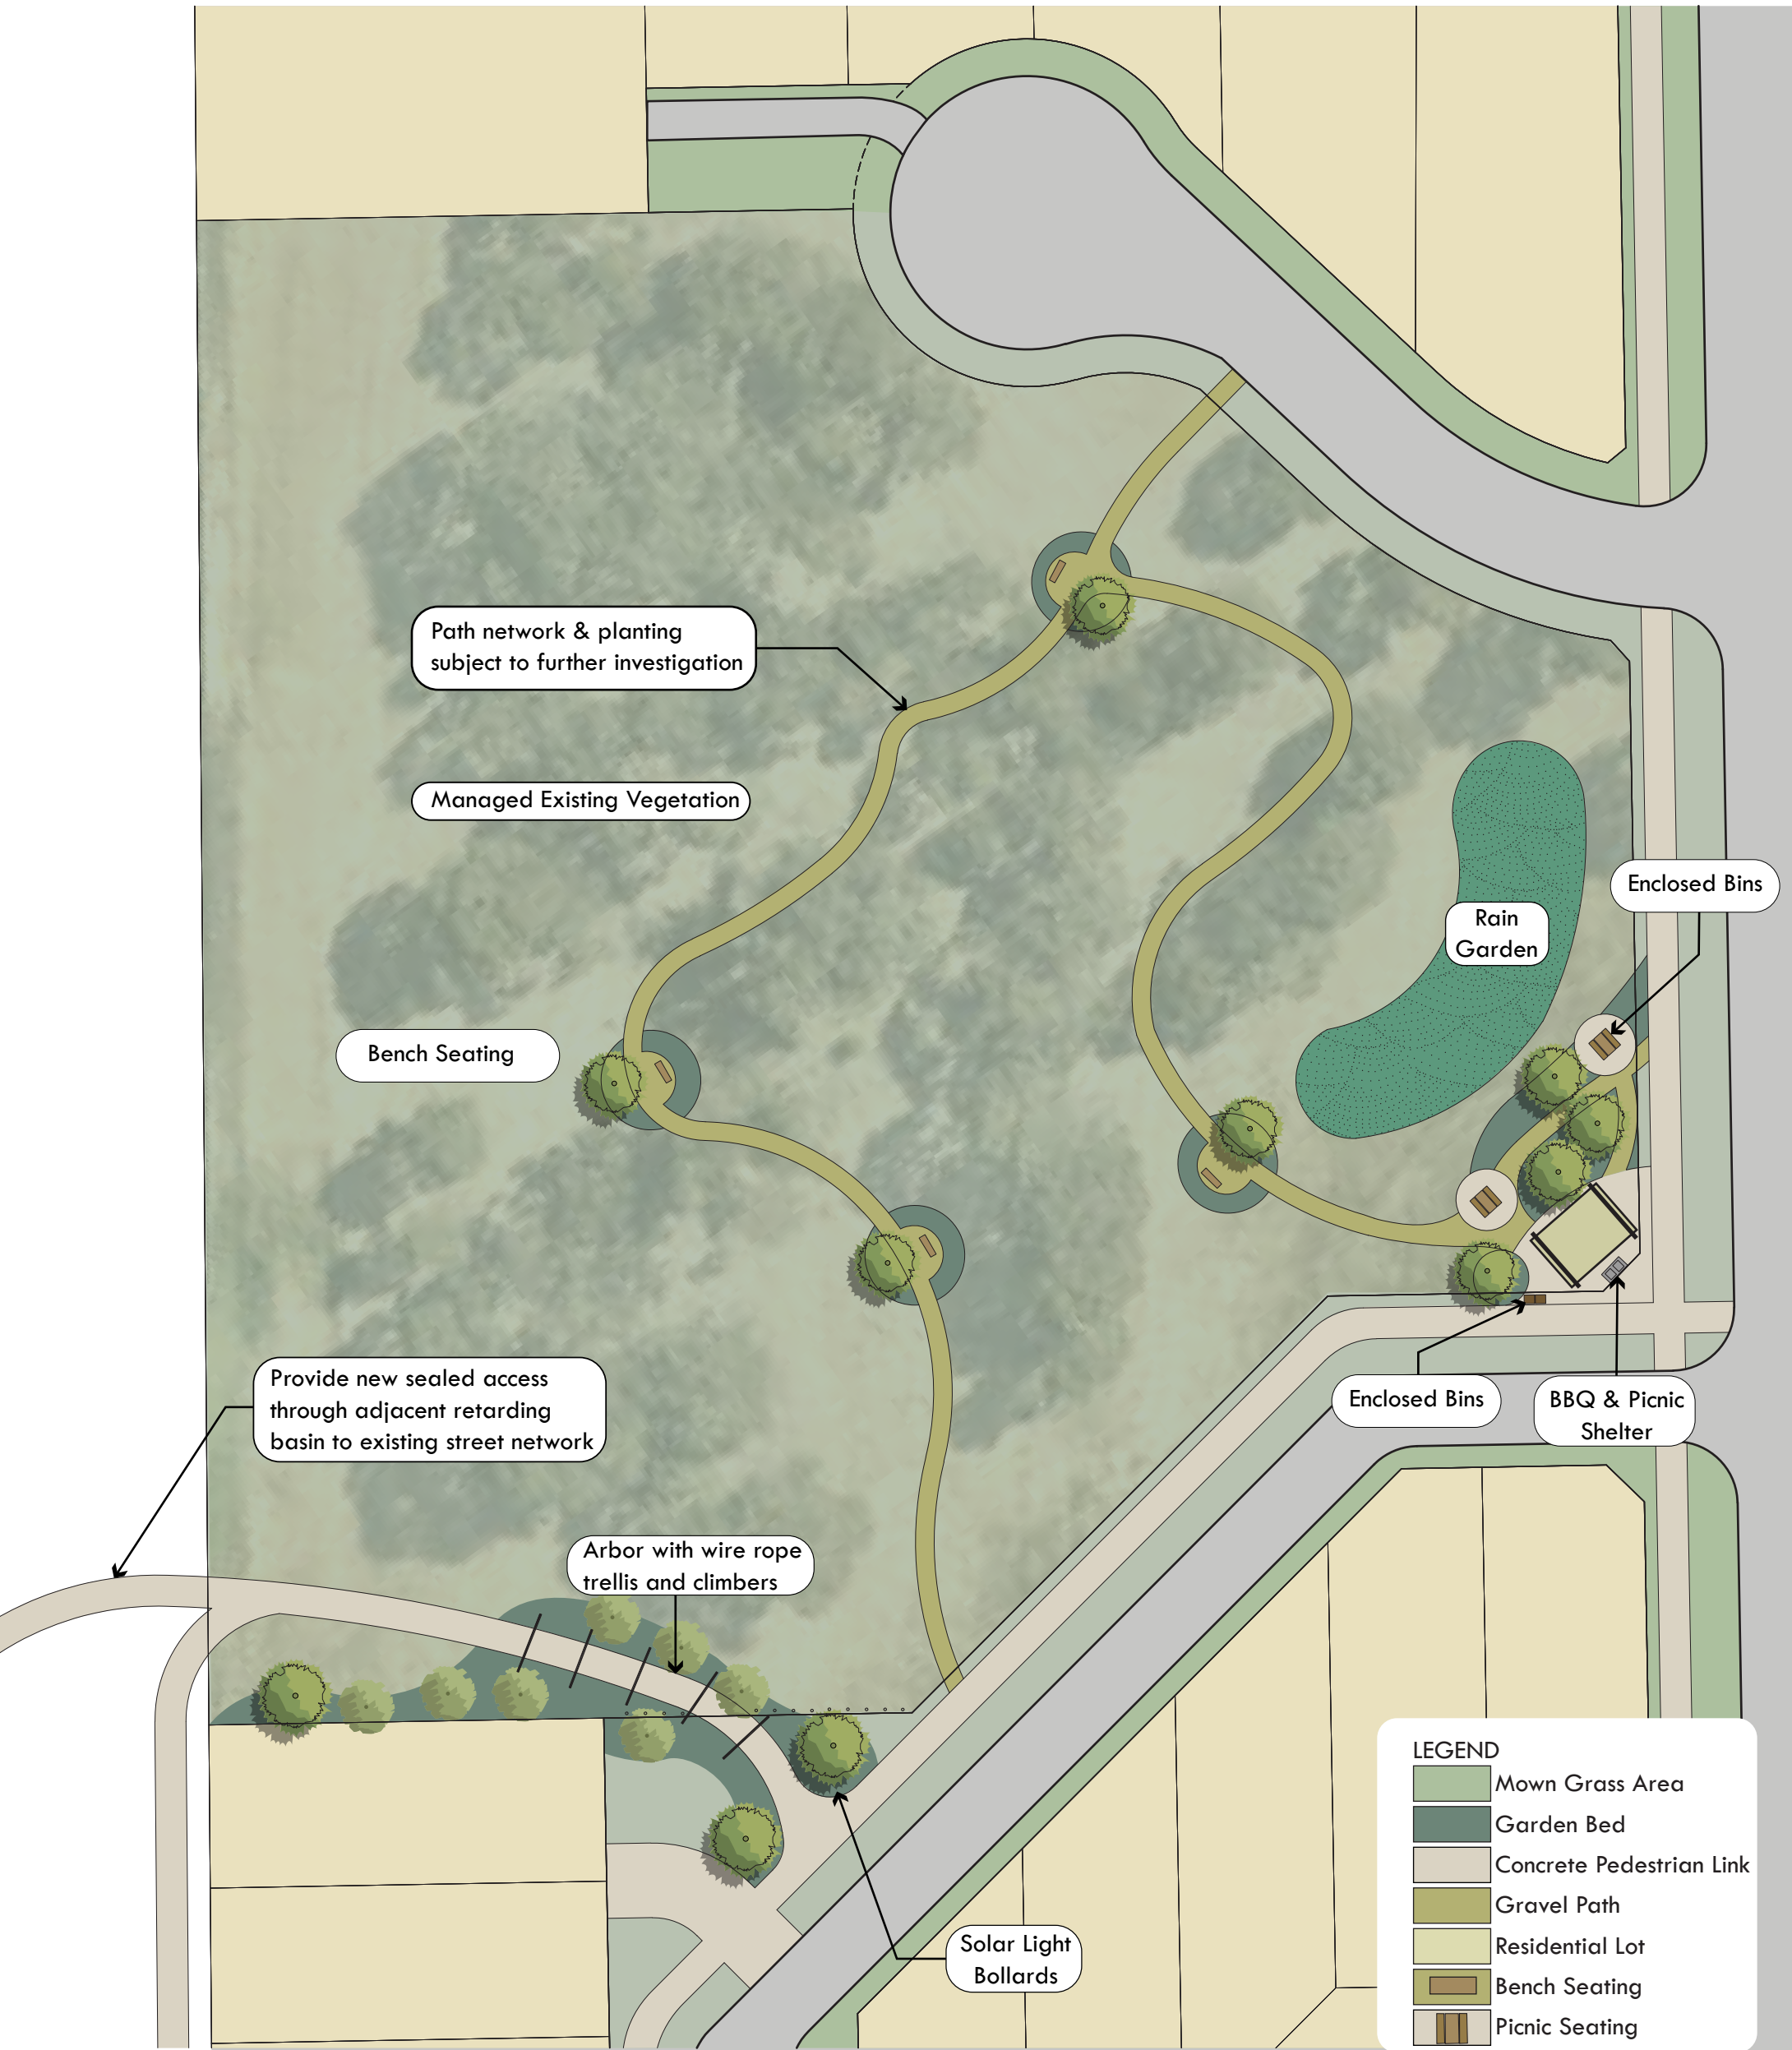 Path network & planting
subject to further investigation
Managed Existing Vegetation
Enclosed Bins
Rain
Garden
Bench Seating
Provide new sealed access
through adjacent retarding
basin to existing street network
Enclosed Bins
BBQ & Picnic
Shelter
Arbor with wire rope
trellis and climbers
Solar Light
Bollards
LEGEND
Mown Grass Area
Garden Bed
Concrete Pedestrian Link
Gravel Path
Residential Lot
Bench Seating
Picnic Seating